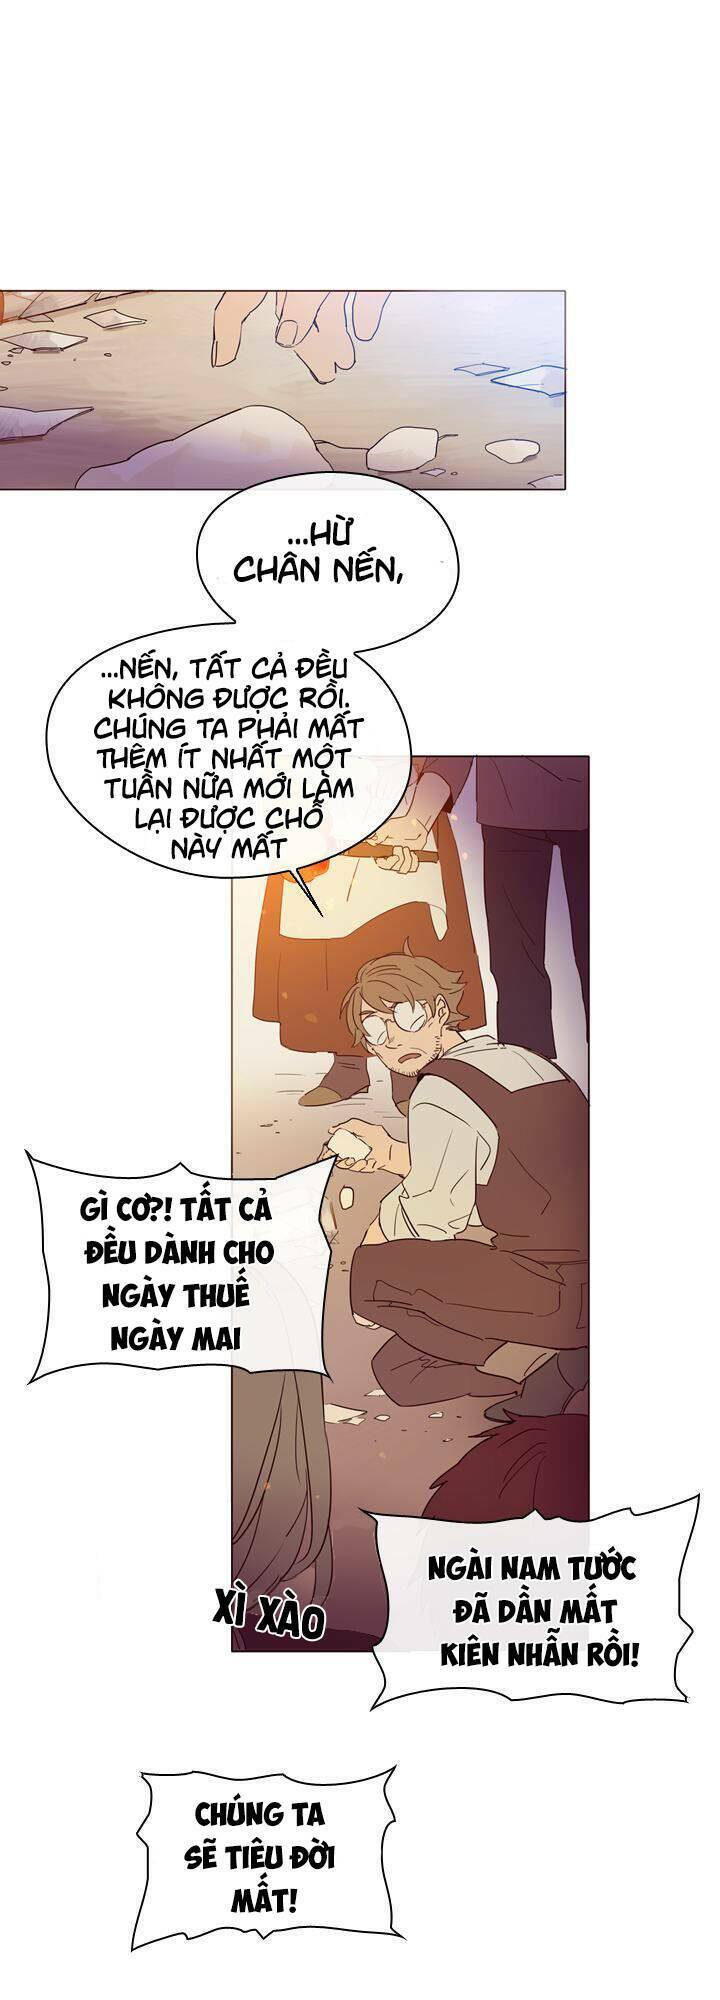 ...HỪ
CHÂN NẾN,
...NẾN, TẤT CẢ ĐỀU
KHÔNG ĐƯỢC RỒI.
CHÚNG TA PHẢI MẤT
THÊM ÍT NHẤT MỘT
TUẦN NỮA MỚI LÀM
LẠI ĐƯỢC CHỖ
NÀY MẤT
GÌ CƠ?! TẤT CẢ
ĐỀU DÀNH CHO
NGÀY THUẾ
NGÀY MAI
NGÀI NAM TƯỚC
ĐÃ DẦN MẤT
KIÊN NHẪN RỒI!
XÌ XÀO
CHÚNG TA
SẼ TIÊU ĐỜI
MẤT!